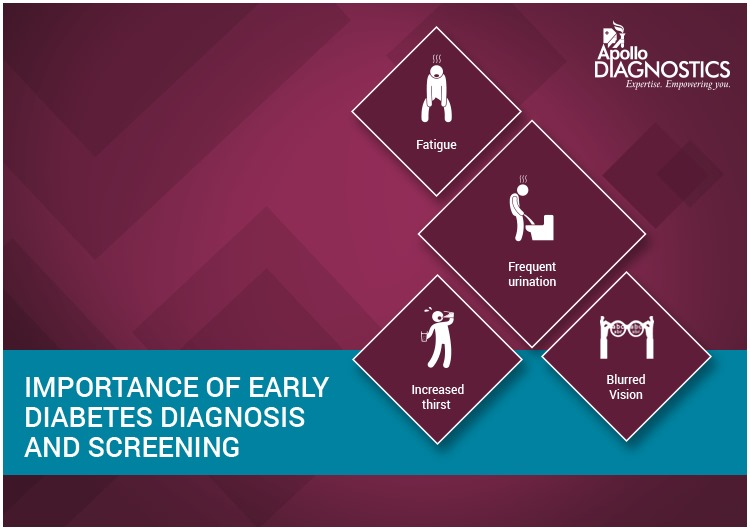 Apollo
DIAGNOSTICS
Expertise. Empowering you.
Fatigue
Frequent
urination
Increased
thirst
Blurred
Vision
IMPORTANCE OF EARLY
DIABETES DIAGNOSIS
AND SCREENING